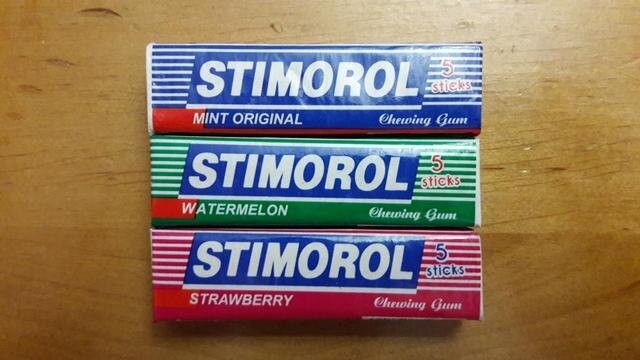 STIMOROL
5
sticks
MINT ORIGINAL
Chewing Gum
STIMOROL
5
sticks
WATERMELON
Chewing Gum
STIMOROL
5
sticks
STRAWBERRY
Chewing Gum